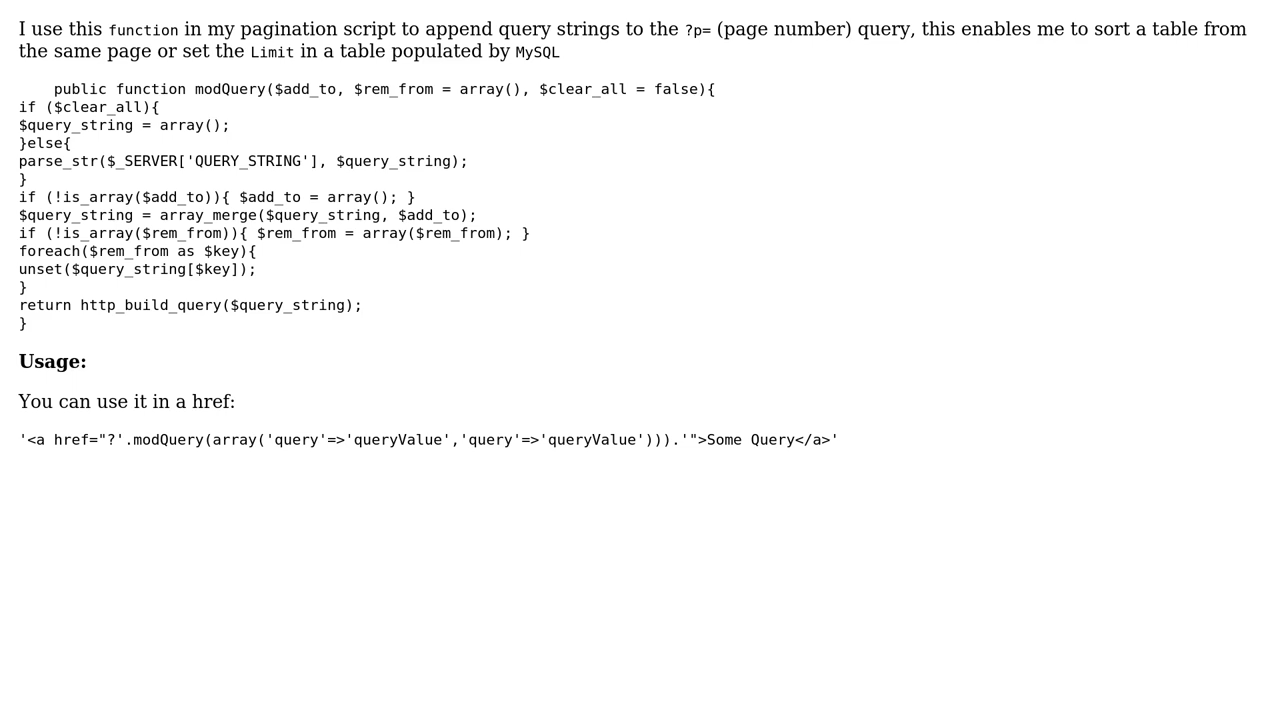 I use this function in my pagination script to append query strings to the ?p= (page number) query, this enables me to sort a table from
the same page or set the Limit in a table populated by MySQL
    public function modQuery($add_to, $rem_from = array(), $clear_all = false){
if ($clear_all){
$query_string = array();
}else{
parse_str($_SERVER['QUERY_STRING'], $query_string);
}
if (!is_array($add_to)){ $add_to = array(); }
$query_string = array_merge($query_string, $add_to);
if (!is_array($rem_from)){ $rem_from = array($rem_from); }
foreach($rem_from as $key){
unset($query_string[$key]);
}
return http_build_query($query_string);
}
Usage:
You can use it in a href:
'<a href="?'.modQuery(array('query'=>'queryValue','query'=>'queryValue'))).'">Some Query</a>'